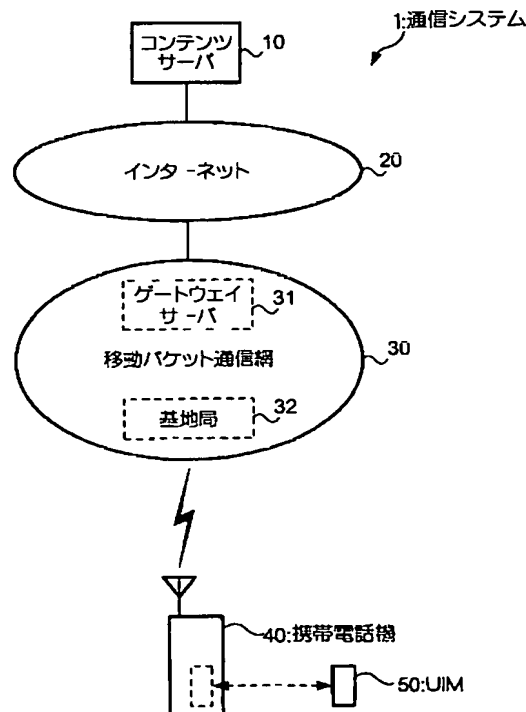 1:通信システム
コンテンツ
サーバ
10
インターネット
20
ゲートウェイ
サーバ
31
移動パケット通信網
30
基地局
32
40:携帯電話機
50:UIM